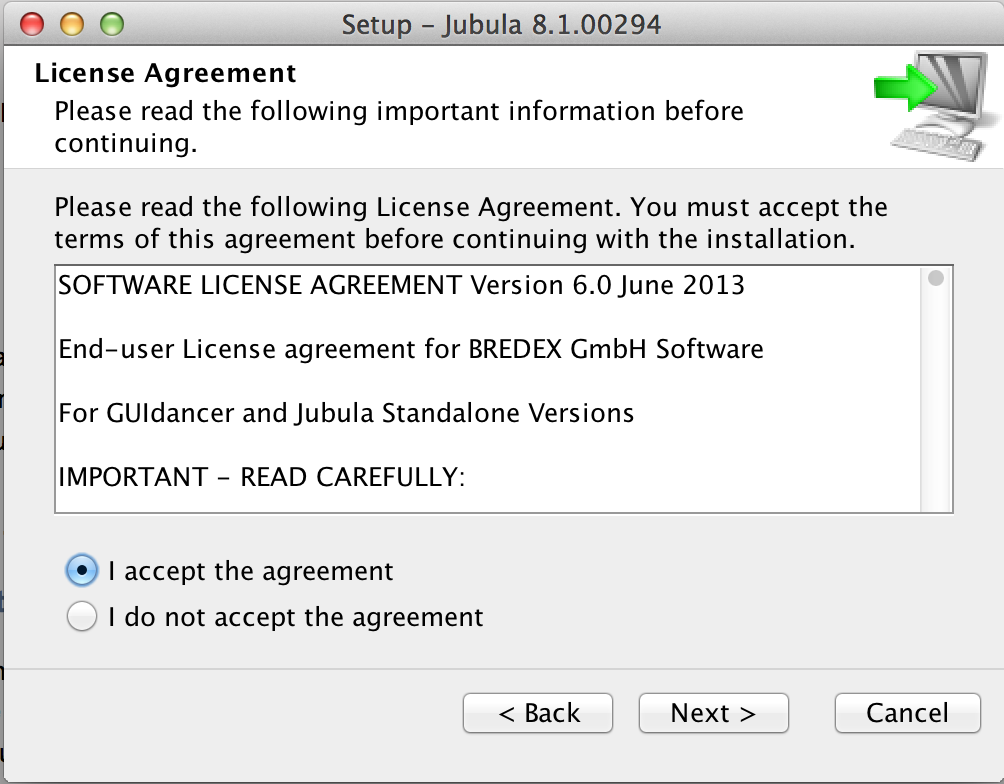 Setup – Jubula 8.1.00294
License Agreement
Please read the following important information before
continuing.
Please read the following License Agreement. You must accept the
terms of this agreement before continuing with the installation.
SOFTWARE LICENSE AGREEMENT Version 6.0 June 2013
End-user License agreement for BREDEX GmbH Software
For GUIdancer and Jubula Standalone Versions
IMPORTANT – READ CAREFULLY:
I accept the agreement
I do not accept the agreement
< Back
Next >
Cancel